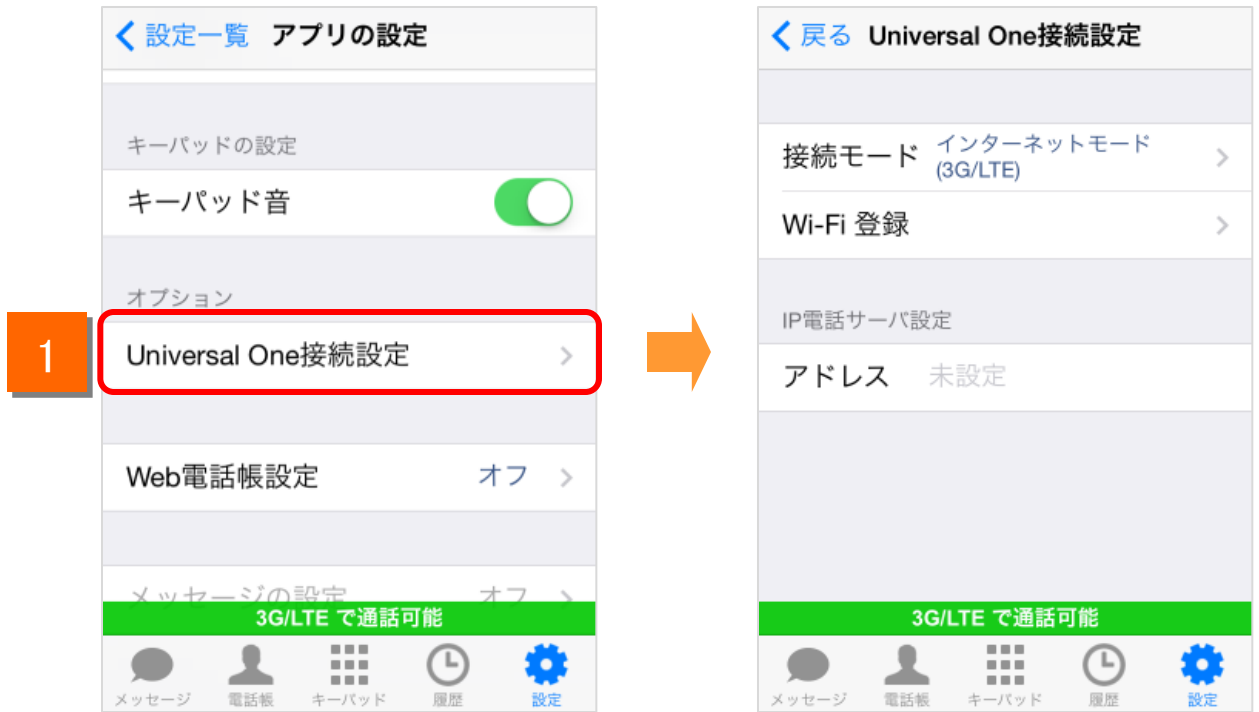 設定一覧 アプリの設定
キーパッドの設定
キーパッド音
オプション
1
Universal One接続設定
Web電話帳設定 オフ
メッセージの設定 オフ
3G/LTE で通話可能
メッセージ 電話帳 キーパッド 履歴 設定
戻る Universal One接続設定
接続モード インターネットモード
(3G/LTE)
Wi-Fi 登録
IP電話サーバ設定
アドレス 未設定
3G/LTE で通話可能
メッセージ 電話帳 キーパッド 履歴 設定